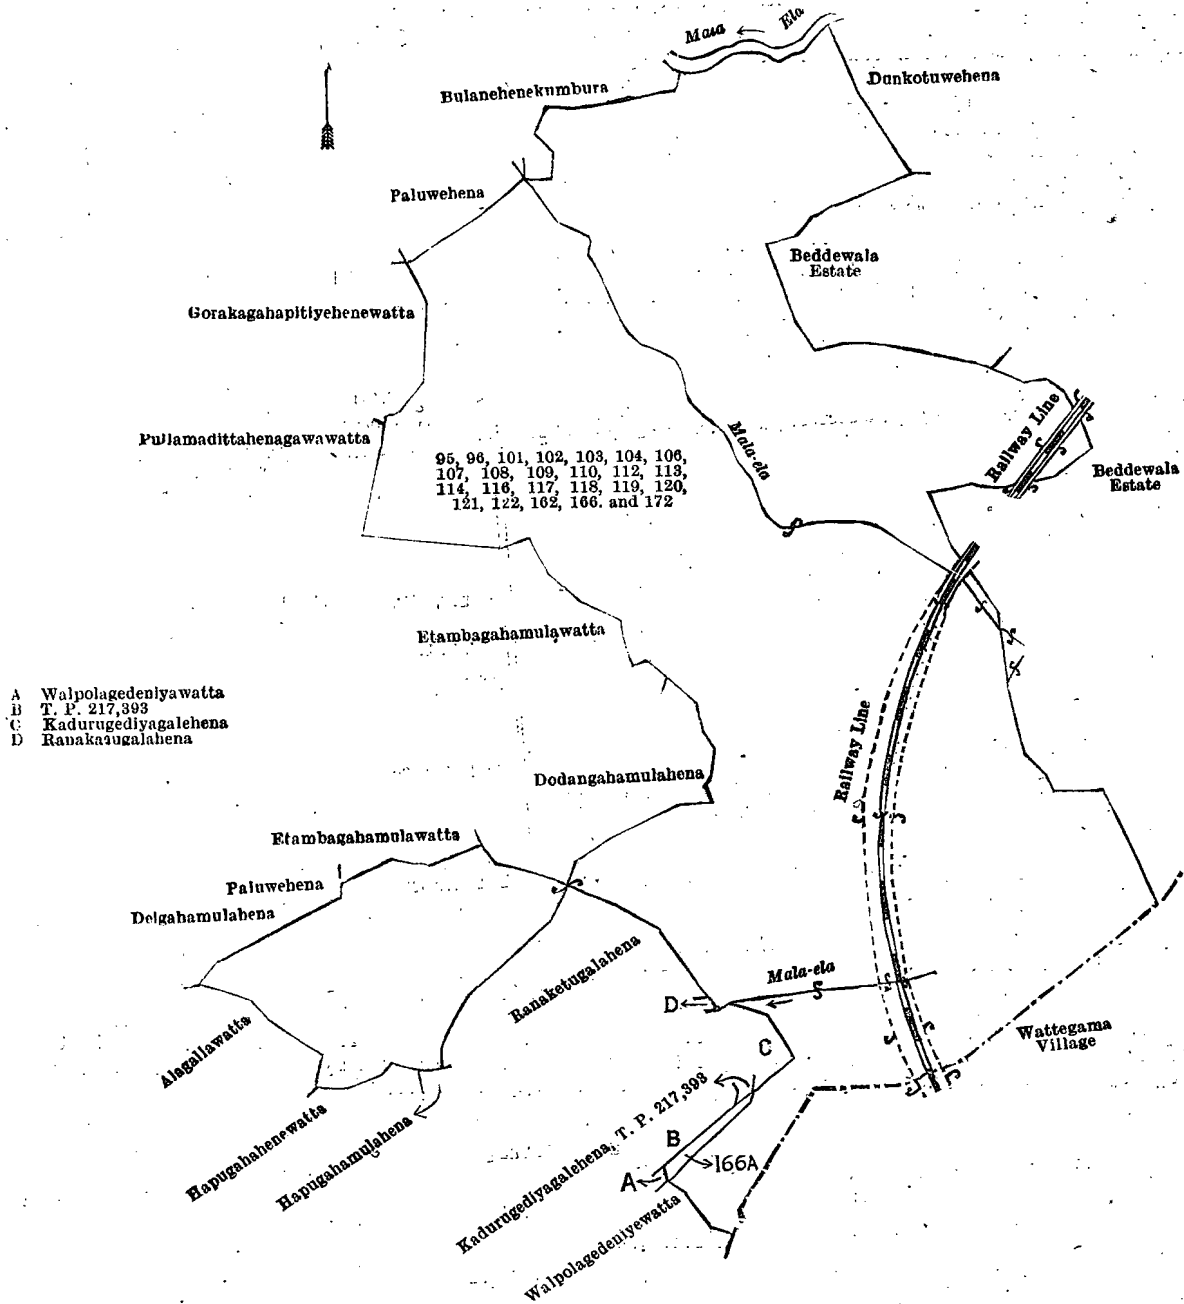 Maia Ela
Bulanehenekumbura
Dunkotuwehena
Paluwehena
Beddewala
Estate
Gorakagahapitiyehenewatta
Railway Line
Pullamadittahenagawawatta
Mala-ela
95, 96, 101, 102, 103, 104, 106,
107, 108, 109, 110, 112, 113,
114, 116, 117, 118, 119, 120,
121, 122, 162, 166. and 172
Beddewala
Estate
Etambagahamulawatta
A Walpolagedeniyawatta
B T. P. 217,393
C Kadurugediyagalehena
D Ranakatugalahena
Railway Line
Dodangahamulahena
Etambagahamulawatta
Paluwehena
Delgahamulahena
Ranaketugalahena
Mala-ela
D
Alagallawatta
C
Wattegama
Village
Hapugahahenewatta
Hapugahamulahena
Kadurugediyagalehena, T. P. 217,393
B
166A
A
Walpolagedeniyewatta